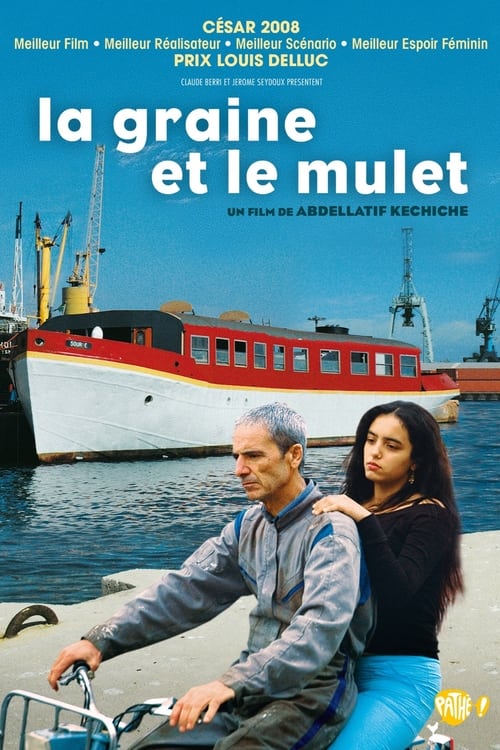 CÉSAR 2008
Meilleur Film • Meilleur Réalisateur • Meilleur Scénario • Meilleur Espoir Féminin
PRIX LOUIS DELLUC
CLAUDE BERRI ET JEROME SEYDOUX PRESENTENT
la graine
et le mulet
UN FILM DE ABDELLATIF KECHICHE
PATHÉ!